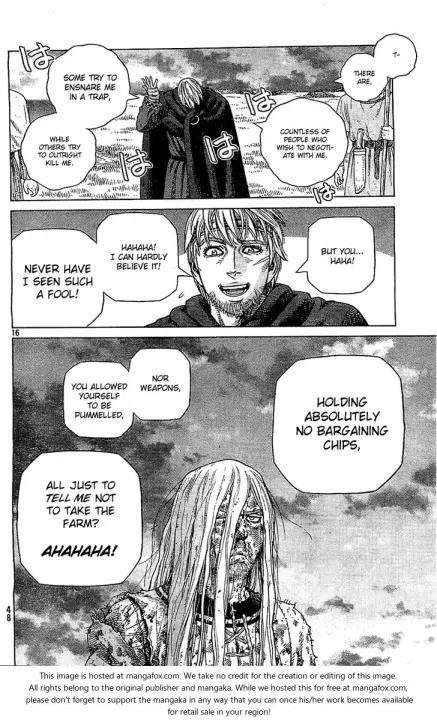 T-
THERE
ARE,
COUNTLESS OF
PEOPLE WHO
WISH TO NEGOTI-
ATE WITH ME.
SOME TRY TO
ENSNARE ME
IN A TRAP,
WHILE
OTHERS TRY
TO OUTRIGHT
KILL ME.
は
は
は
は
は
は
BUT YOU...
HAHA!
HAHAHA!
I CAN HARDLY
BELIEVE IT!
NEVER HAVE
I SEEN SUCH
A FOOL!
16
HOLDING
ABSOLUTELY
NO BARGAINING
CHIPS,
NOR
WEAPONS,
YOU ALLOWED
YOURSELF
TO BE
PUMMELLED,
ALL JUST TO
TELL ME NOT
TO TAKE THE
FARM?
AHAHAHA!
48
This image is hosted at mangafox.com. We take no credit for the creation or editing of this image.
All rights belong to the original publisher and mangaka. While we hosted this for free at mangafox.com,
please don't forget to support the mangaka in any way that you can once his/her work becomes available
for retail sale in your region!